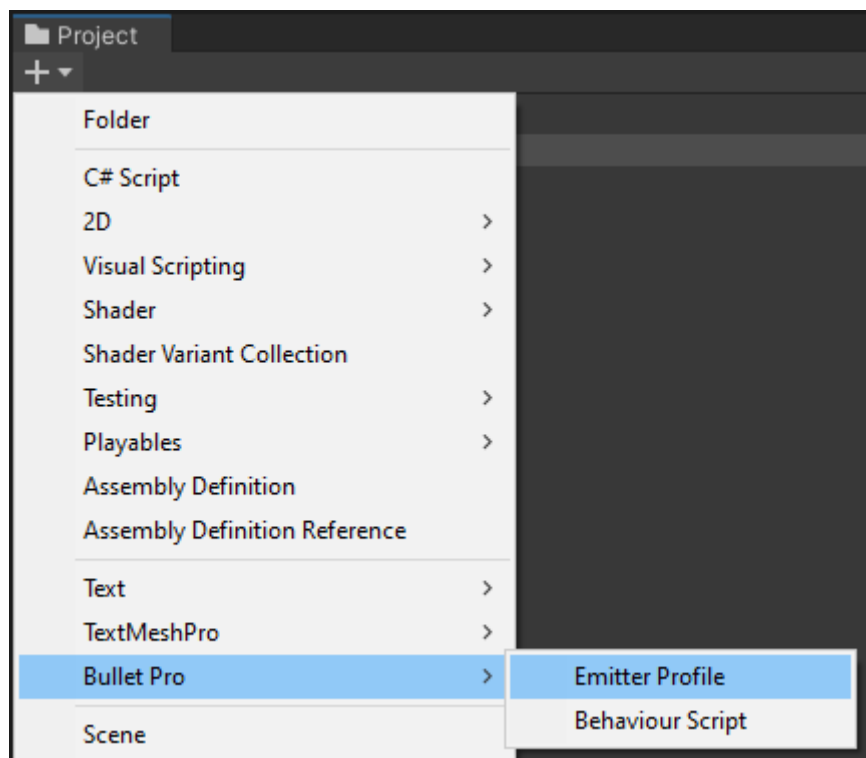 Project
Folder
C# Script
2D
Visual Scripting
Shader
Shader Variant Collection
Testing
Playables
Assembly Definition
Assembly Definition Reference
Text
TextMeshPro
Bullet Pro
Emitter Profile
Behaviour Script
Scene